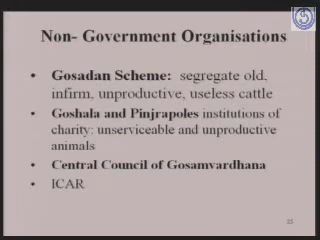 Non- Government Organisations
• Gosadan Scheme: segregate old,
infirm, unproductive, useless cattle
• Goshala and Pinjrapoles institutions of
charity: unserviceable and unproductive
animals
• Central Council of Gosamvardhana
• ICAR
25